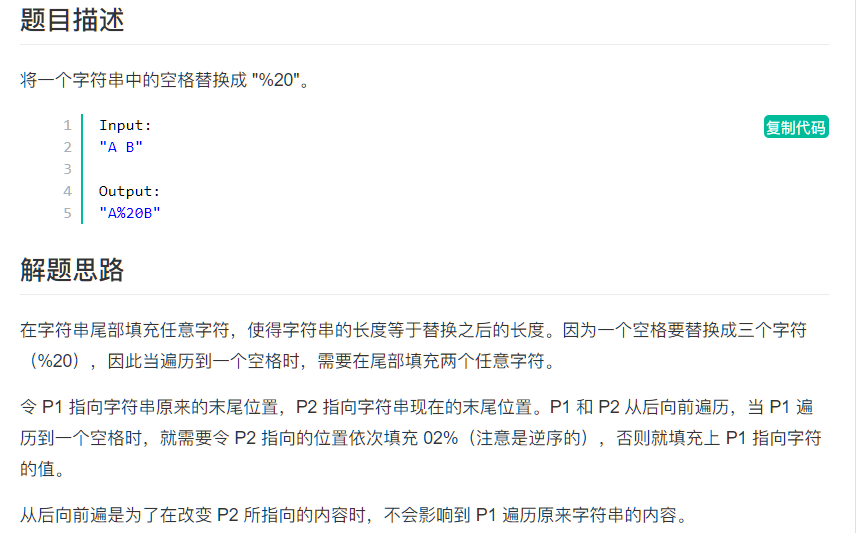 题目描述
将一个字符串中的空格替换成 "%20"。
复制代码
1 Input:
2 "A B"
3
4 Output:
5 "A%20B"
解题思路
在字符串尾部填充任意字符，使得字符串的长度等于替换之后的长度。因为一个空格要替换成三个字符
（%20），因此当遍历到一个空格时，需要在尾部填充两个任意字符。
令 P1 指向字符串原来的末尾位置，P2 指向字符串现在的末尾位置。P1 和 P2 从后向前遍历，当 P1 遍
历到一个空格时，就需要令 P2 指向的位置依次填充 02%（注意是逆序的），否则就填充上 P1 指向字符
的值。
从后向前遍是为了在改变 P2 所指向的内容时，不会影响到 P1 遍历原来字符串的内容。